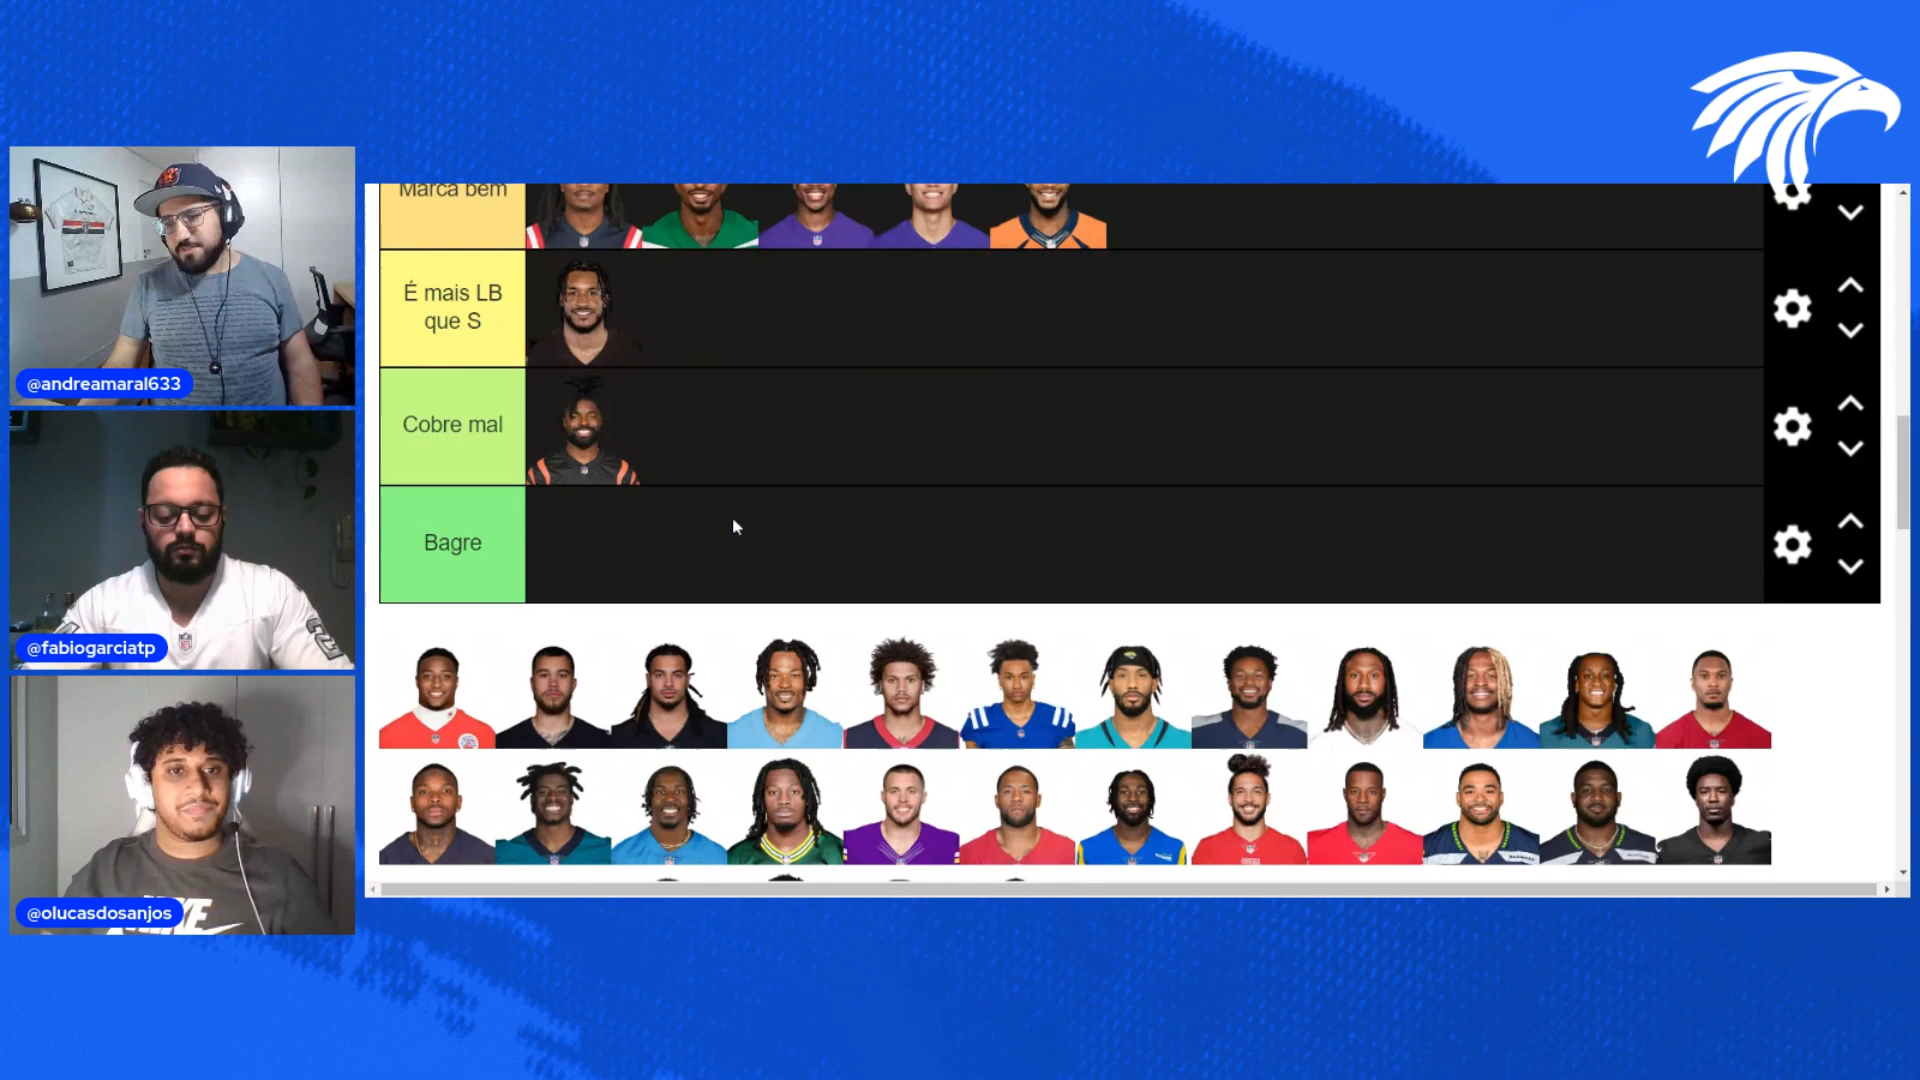 Marca bem
É mais LB
que S
Cobre mal
Bagre
@andreamaral633
@fabiogarciatp
@olucasdosanjos